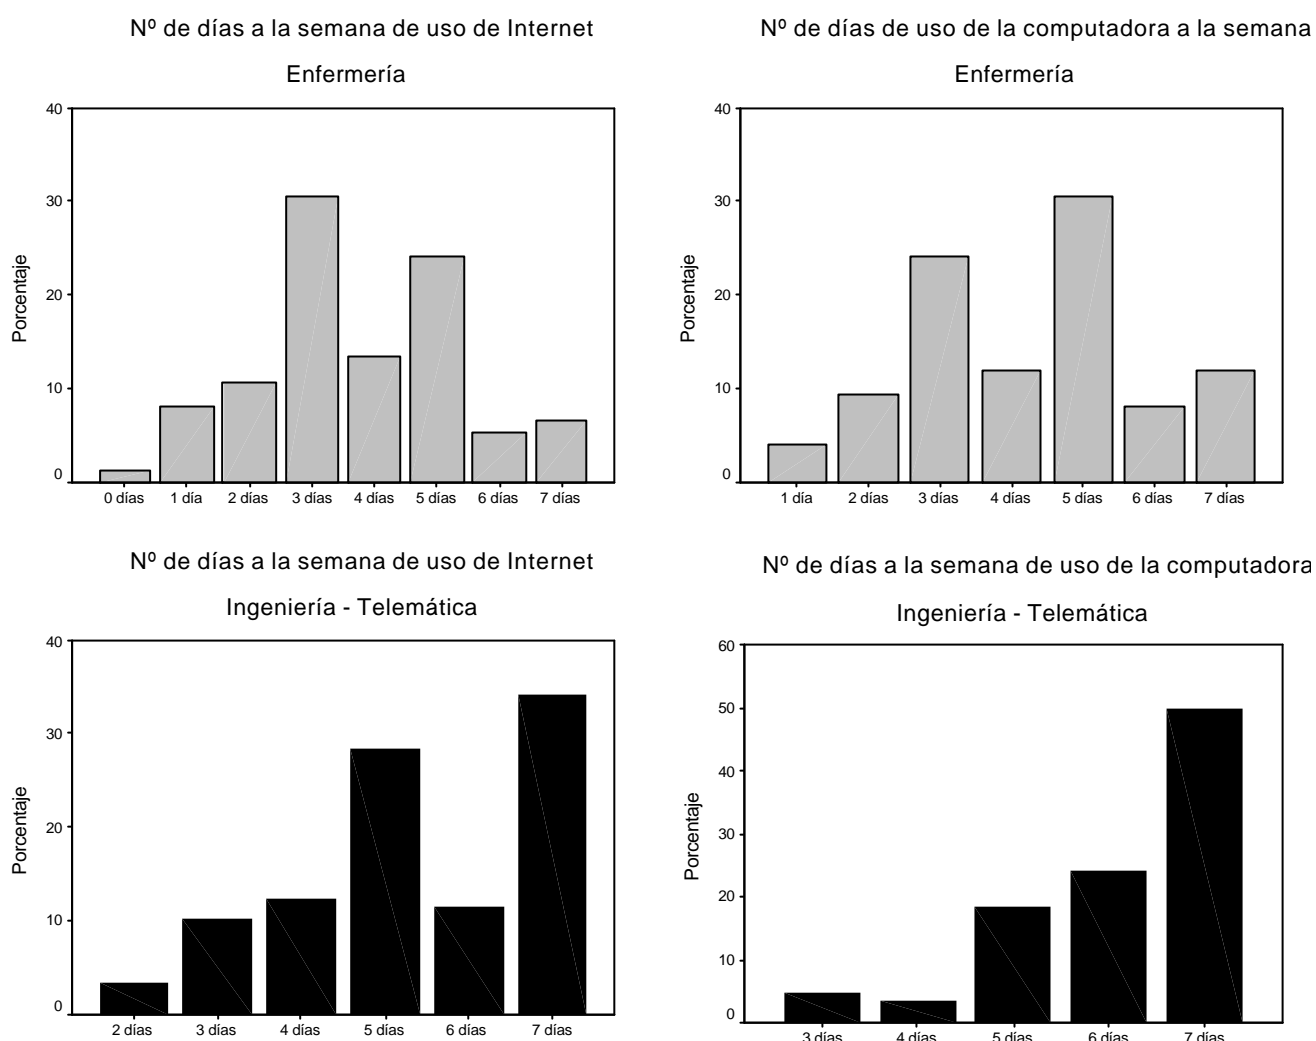 Nº de días a la semana de uso de Internet
Enfermería
40
30
20
10
0
Porcentaje
0 días 1 día 2 días 3 días 4 días 5 días 6 días 7 días
Nº de días de uso de la computadora a la semana
Enfermería
40
30
20
10
0
Porcentaje
1 día 2 días 3 días 4 días 5 días 6 días 7 días
Nº de días a la semana de uso de Internet
Ingeniería - Telemática
40
30
20
10
0
Porcentaje
2 días 3 días 4 días 5 días 6 días 7 días
Nº de días a la semana de uso de la computadora
Ingeniería - Telemática
60
50
40
30
20
10
0
Porcentaje
3 días 4 días 5 días 6 días 7 días